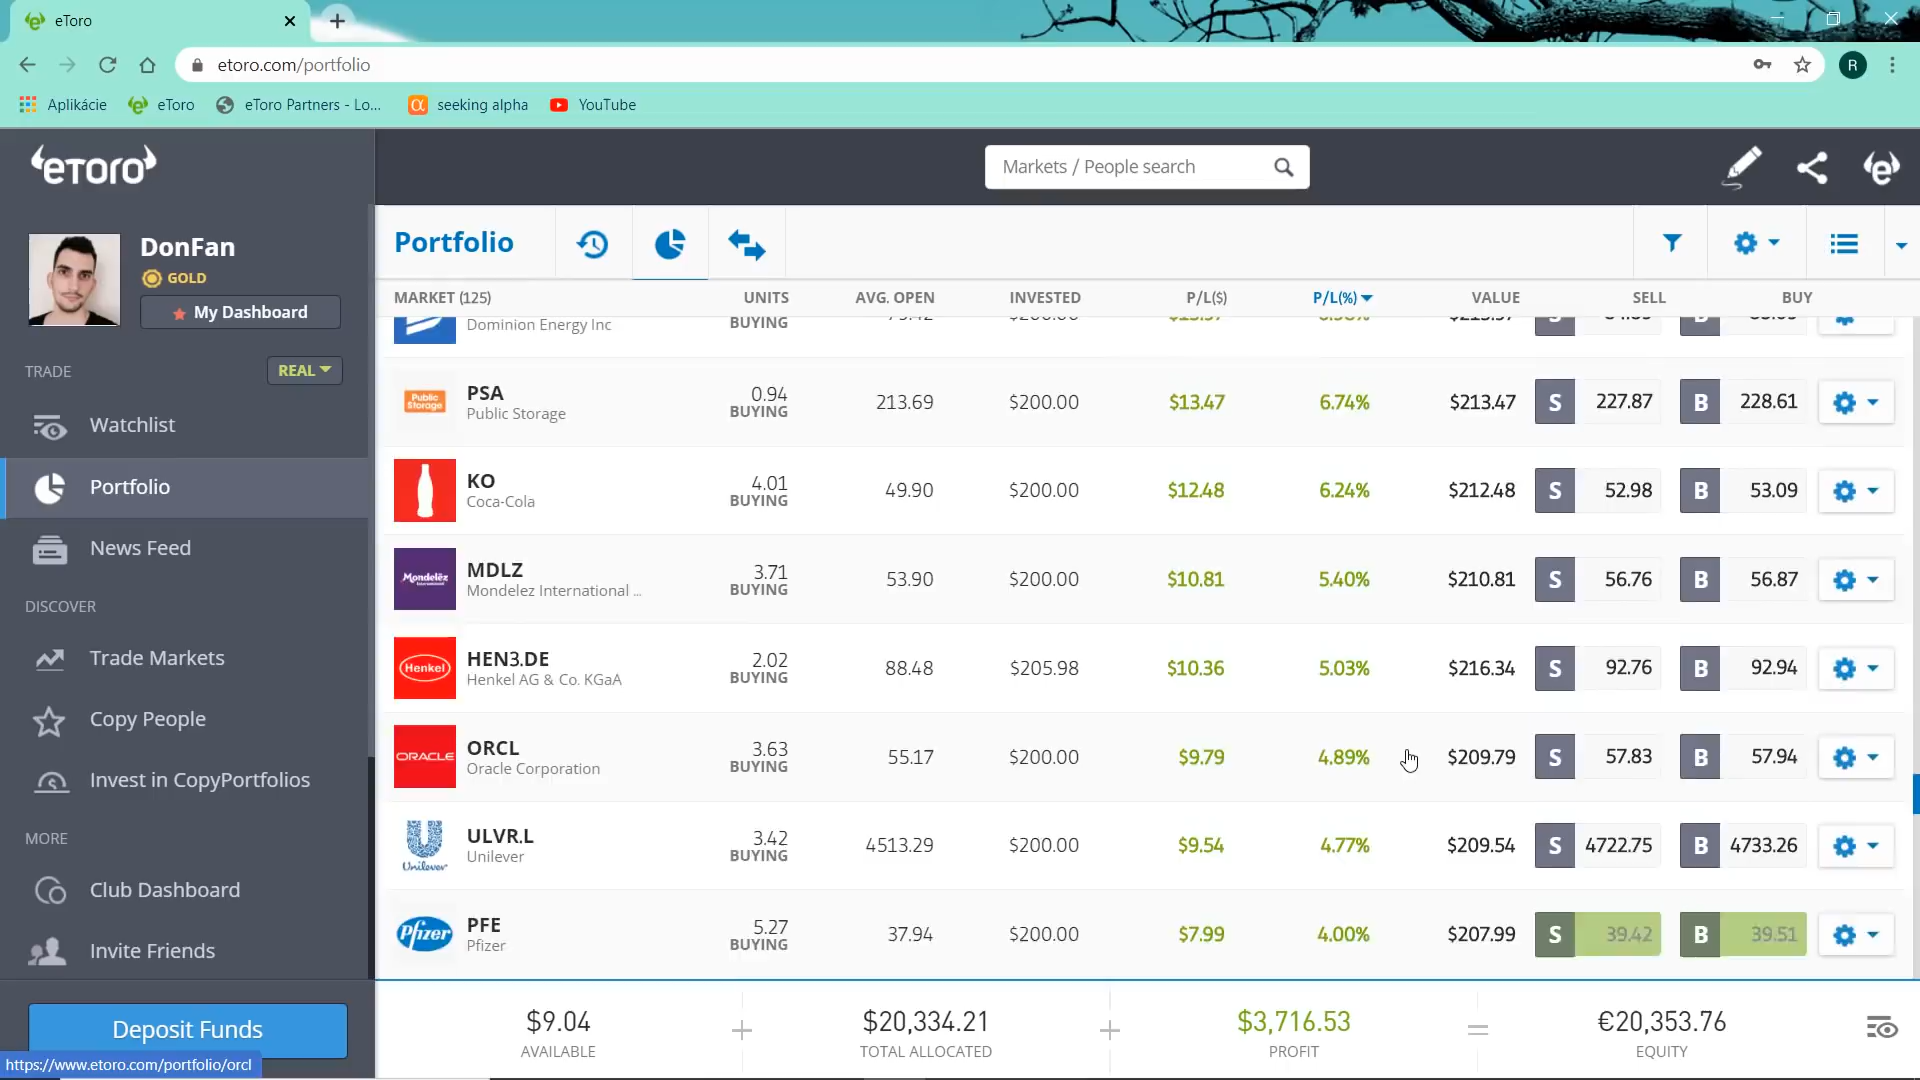 eToro
etoro.com/portfolio
R
Aplikácie
eToro
eToro Partners - Lo...
seeking alpha
YouTube
eToro
Markets / People search
DonFan
GOLD
My Dashboard
TRADE
REAL
Watchlist
Portfolio
News Feed
DISCOVER
Trade Markets
Copy People
Invest in CopyPortfolios
MORE
Club Dashboard
Invite Friends
Deposit Funds
https://www.etoro.com/portfolio/orcl
Portfolio
MARKET (125) UNITS AVG. OPEN INVESTED P/L($) P/L(%) VALUE SELL BUY
Dominion Energy Inc BUYING
Public Storage PSA 0.94 213.69 $200.00 $13.47 6.74% $213.47 S 227.87 B 228.61
Public Storage BUYING
KO 4.01 49.90 $200.00 $12.48 6.24% $212.48 S 52.98 B 53.09
Coca-Cola BUYING
Mondelēz International MDLZ 3.71 53.90 $200.00 $10.81 5.40% $210.81 S 56.76 B 56.87
Mondelez International ... BUYING
Henkel HEN3.DE 2.02 88.48 $205.98 $10.36 5.03% $216.34 S 92.76 B 92.94
Henkel AG & Co. KGaA BUYING
ORACLE ORCL 3.63 55.17 $200.00 $9.79 4.89% $209.79 S 57.83 B 57.94
Oracle Corporation BUYING
Unilever ULVR.L 3.42 4513.29 $200.00 $9.54 4.77% $209.54 S 4722.75 B 4733.26
Unilever BUYING
Pfizer PFE 5.27 37.94 $200.00 $7.99 4.00% $207.99 S 39.42 B 39.51
Pfizer BUYING
$9.04 + $20,334.21 + $3,716.53 = €20,353.76
AVAILABLE TOTAL ALLOCATED PROFIT EQUITY